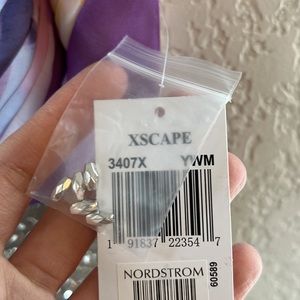 XSCAPE
3407X YWM
1 91837 22354 7
NORDSTROM
60589